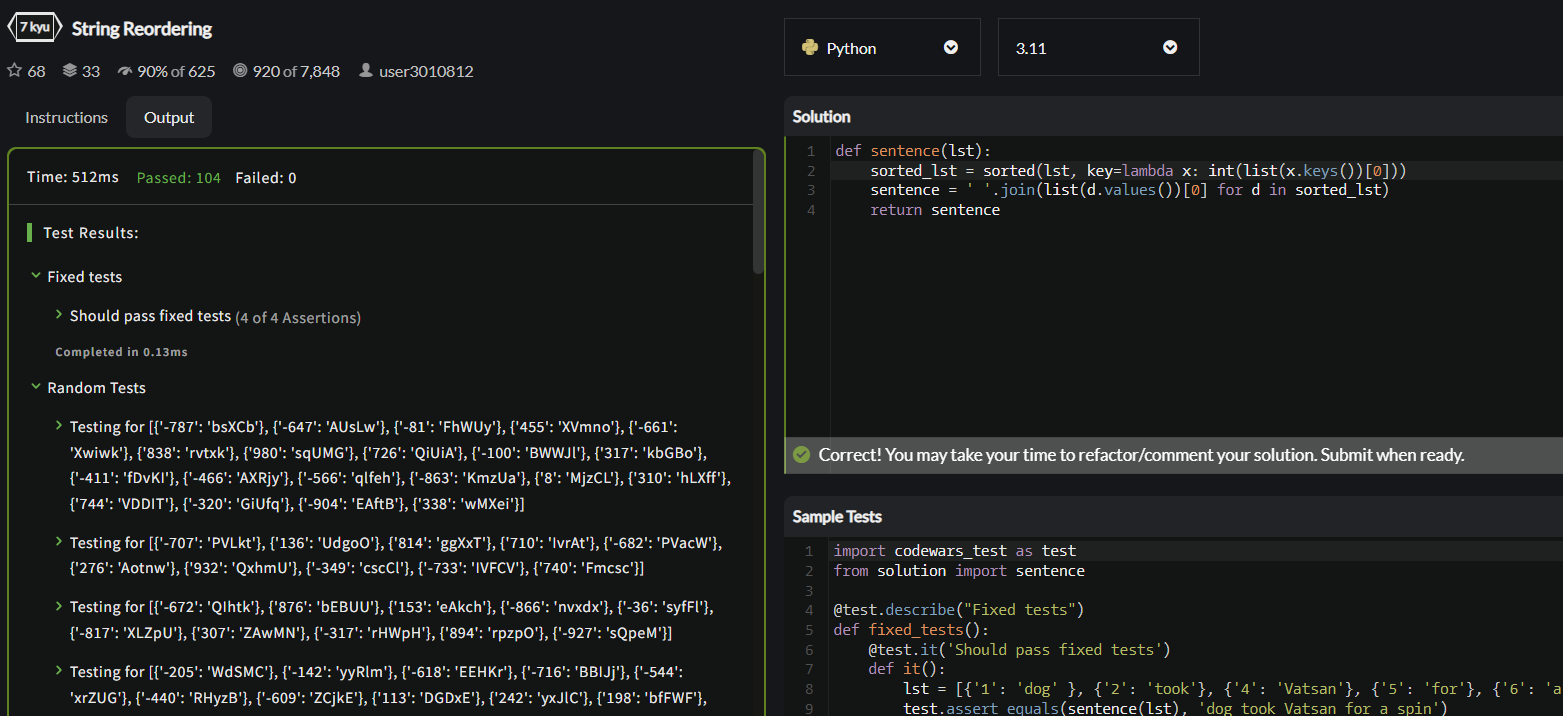 7 kyu String Reordering
68 33 90% of 625 920 of 7,848 user3010812
Instructions Output
Time: 512ms Passed: 104 Failed: 0
Test Results:
Fixed tests
Should pass fixed tests (4 of 4 Assertions)
Completed in 0.13ms
Random Tests
Testing for [{'-787': 'bsXCb'}, {'-647': 'AUsLw'}, {'-81': 'FhWUy'}, {'455': 'XVmno'}, {'-661':
'Xwiwk'}, {'838': 'rvtxk'}, {'980': 'sqUMG'}, {'726': 'QiUiA'}, {'-100': 'BWWJl'}, {'317': 'kbGBo'},
{'-411': 'fDvKI'}, {'-466': 'AXRjy'}, {'-566': 'qlfeh'}, {'-863': 'KmzUa'}, {'8': 'MjzCL'}, {'310': 'hLXff'},
{'744': 'VDDIT'}, {'-320': 'GiUfq'}, {'-904': 'EAftB'}, {'338': 'wMXei'}]
Testing for [{'-707': 'PVLkt'}, {'136': 'UdgoO'}, {'814': 'ggXxT'}, {'710': 'IvrAt'}, {'-682': 'PVacW'},
{'276': 'Aotnw'}, {'932': 'QxhmU'}, {'-349': 'cscCl'}, {'-733': 'IVFCV'}, {'740': 'Fmcsc'}]
Testing for [{'-672': 'QIhtk'}, {'876': 'bEBUU'}, {'153': 'eAkch'}, {'-866': 'nvxdx'}, {'-36': 'syfFl'},
{'-817': 'XLZpU'}, {'307': 'ZAwMN'}, {'-317': 'rHWpH'}, {'894': 'rpzpO'}, {'-927': 'sQpeM'}]
Testing for [{'-205': 'WdSMC'}, {'-142': 'yyRlm'}, {'-618': 'EEHKr'}, {'-716': 'BBIJj'}, {'-544':
'xrZUG'}, {'-440': 'RHyzB'}, {'-609': 'ZCjkE'}, {'113': 'DGDxE'}, {'242': 'yxJlC'}, {'198': 'bfFWF'},
Python 3.11
Solution
1 def sentence(lst):
2 sorted_lst = sorted(lst, key=lambda x: int(list(x.keys())[0]))
3 sentence = ' '.join(list(d.values())[0] for d in sorted_lst)
4 return sentence
Correct! You may take your time to refactor/comment your solution. Submit when ready.
Sample Tests
1 import codewars_test as test
2 from solution import sentence
3
4 @test.describe("Fixed tests")
5 def fixed_tests():
6 @test.it('Should pass fixed tests')
7 def it():
8 lst = [{'1': 'dog' }, {'2': 'took'}, {'4': 'Vatsan'}, {'5': 'for'}, {'6': 'a
9 test.assert_equals(sentence(lst), 'dog took Vatsan for a spin')